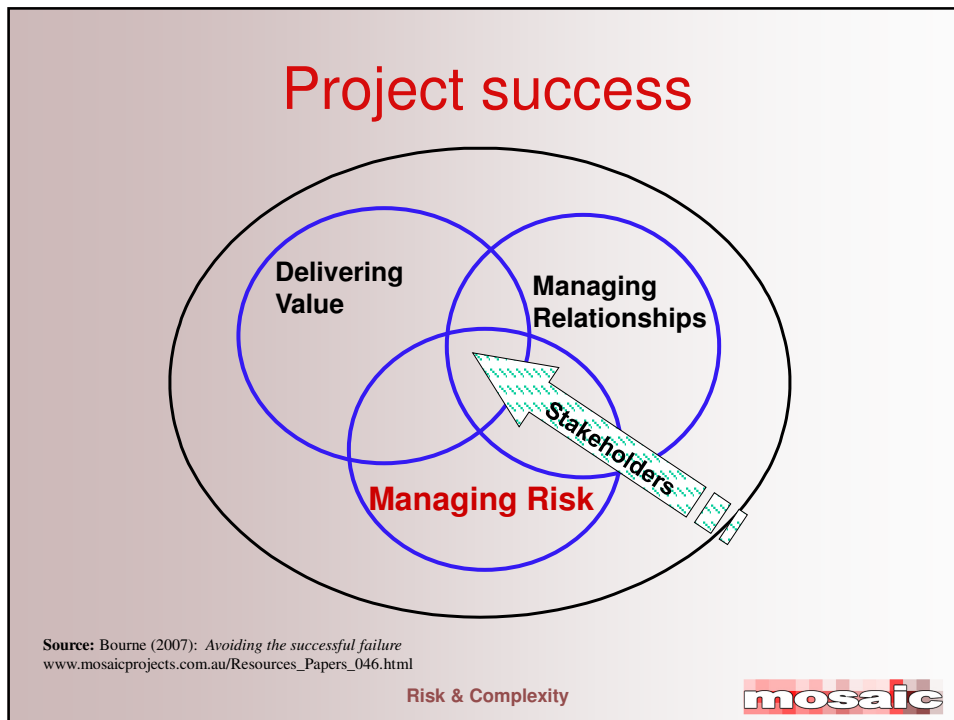 Project success
Delivering
Value
Managing
Relationships
Stakeholders
Managing Risk
Source: Bourne (2007): Avoiding the successful failure
www.mosaicprojects.com.au/Resources_Papers_046.html
Risk & Complexity
mosaic